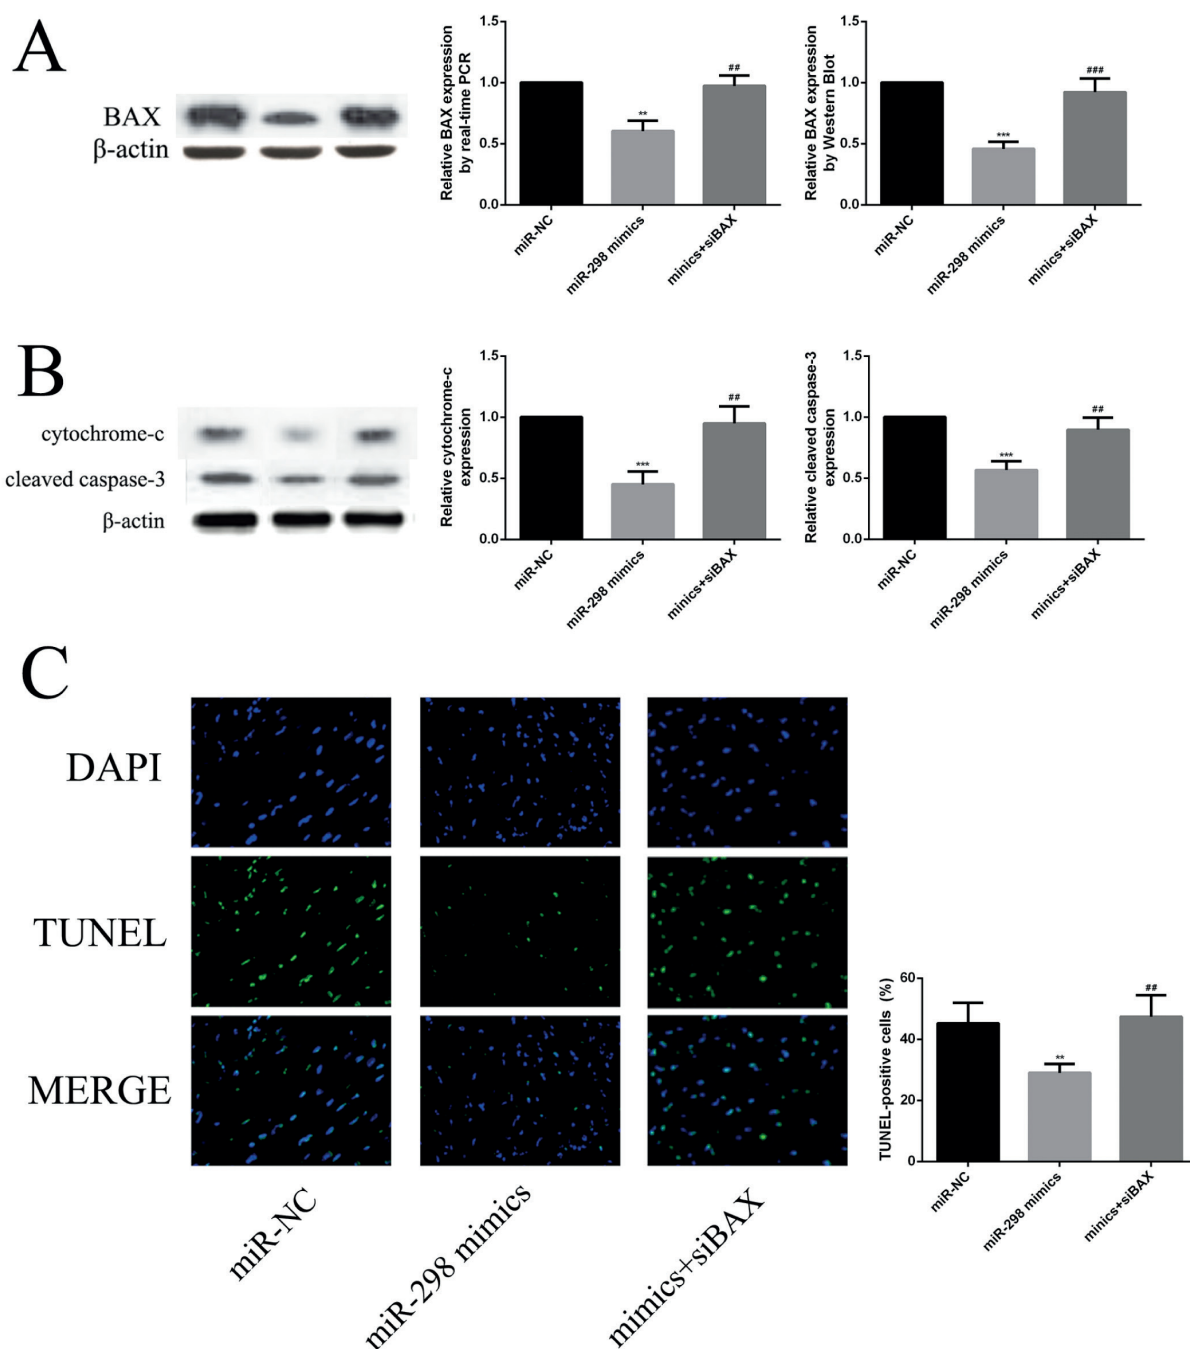 A
BAX
β-actin
Relative BAX expression
by real-time PCR
1.5
1.0
0.5
0.0
**
##
miR-NC
miR-298 mimics
minics+siBAX
Relative BAX expression
by Western Blot
1.5
1.0
0.5
0.0
***
###
miR-NC
miR-298 mimics
minics+siBAX
B
cytochrome-c
cleaved caspase-3
β-actin
Relative cytochrome-c
expression
1.5
1.0
0.5
0.0
***
##
miR-NC
miR-298 mimics
minics+siBAX
Relative cleaved caspase-3
expression
1.5
1.0
0.5
0.0
***
##
miR-NC
miR-298 mimics
minics+siBAX
C
DAPI
TUNEL
MERGE
miR-NC
miR-298 mimics
mimics+siBAX
TUNEL-positive cells (%)
60
40
20
0
**
##
miR-NC
miR-298 mimics
minics+siBAX